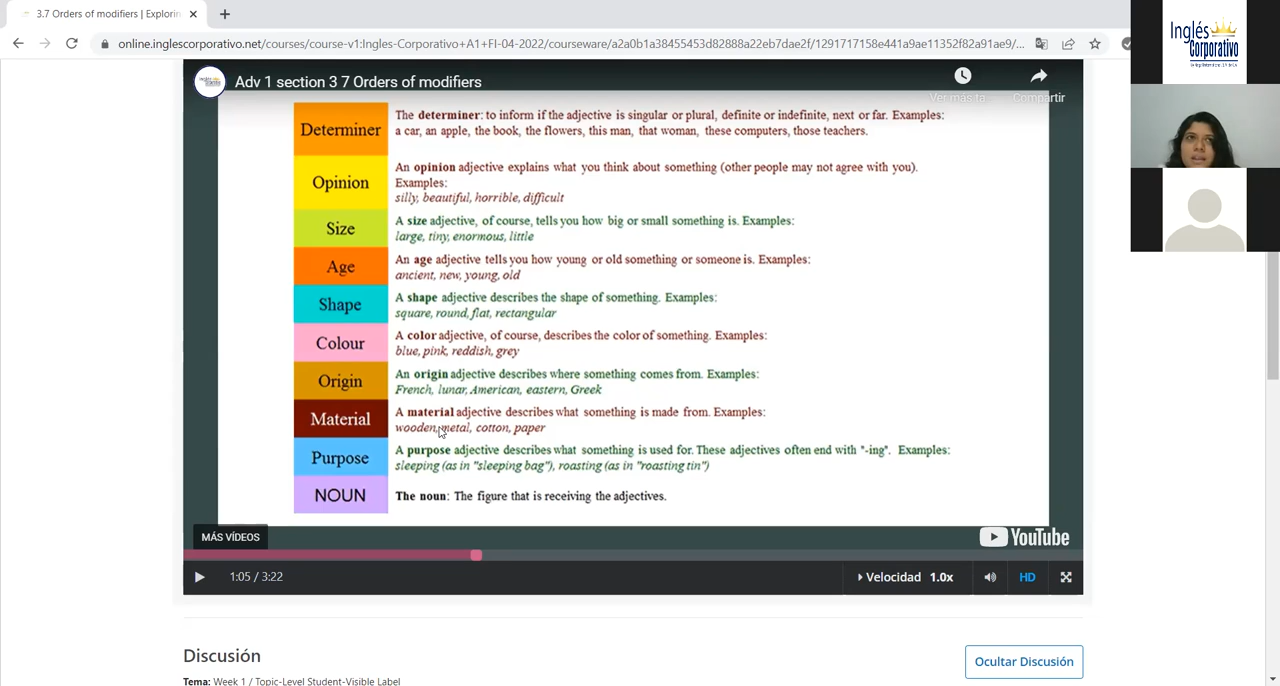 3.7 Orders of modifiers | Explorin
online.inglescorporativo.net/courses/course-v1:Ingles-Corporativo+A1+FI-04-2022/courseware/a2a0b1a38455453d82888a22eb7dae2f/1291717158e441a9ae11352f82a91ae9/...
Inglés
Corporativo
Adv 1 section 3 7 Orders of modifiers
Ver más ta...
Compartir
Determiner
The determiner: to inform if the adjective is singular or plural, definite or indefinite, next or far. Examples:
a car, an apple, the book, the flowers, this man, that woman, these computers, those teachers.
Opinion
An opinion adjective explains what you think about something (other people may not agree with you).
Examples:
silly, beautiful, horrible, difficult
Size
A size adjective, of course, tells you how big or small something is. Examples:
large, tiny, enormous, little
Age
An age adjective tells you how young or old something or someone is. Examples:
ancient, new, young, old
Shape
A shape adjective describes the shape of something. Examples:
square, round, flat, rectangular
Colour
A color adjective, of course, describes the color of something. Examples:
blue, pink, reddish, grey
Origin
An origin adjective describes where something comes from. Examples:
French, lunar, American, eastern, Greek
Material
A material adjective describes what something is made from. Examples:
wooden, metal, cotton, paper
Purpose
A purpose adjective describes what something is used for. These adjectives often end with "-ing". Examples:
sleeping (as in "sleeping bag"), roasting (as in "roasting tin")
NOUN
The noun: The figure that is receiving the adjectives.
MÁS VÍDEOS
YouTube
1:05 / 3:22
Velocidad 1.0x
HD
Discusión
Ocultar Discusión
Tema: Week 1 / Topic-Level Student-Visible Label